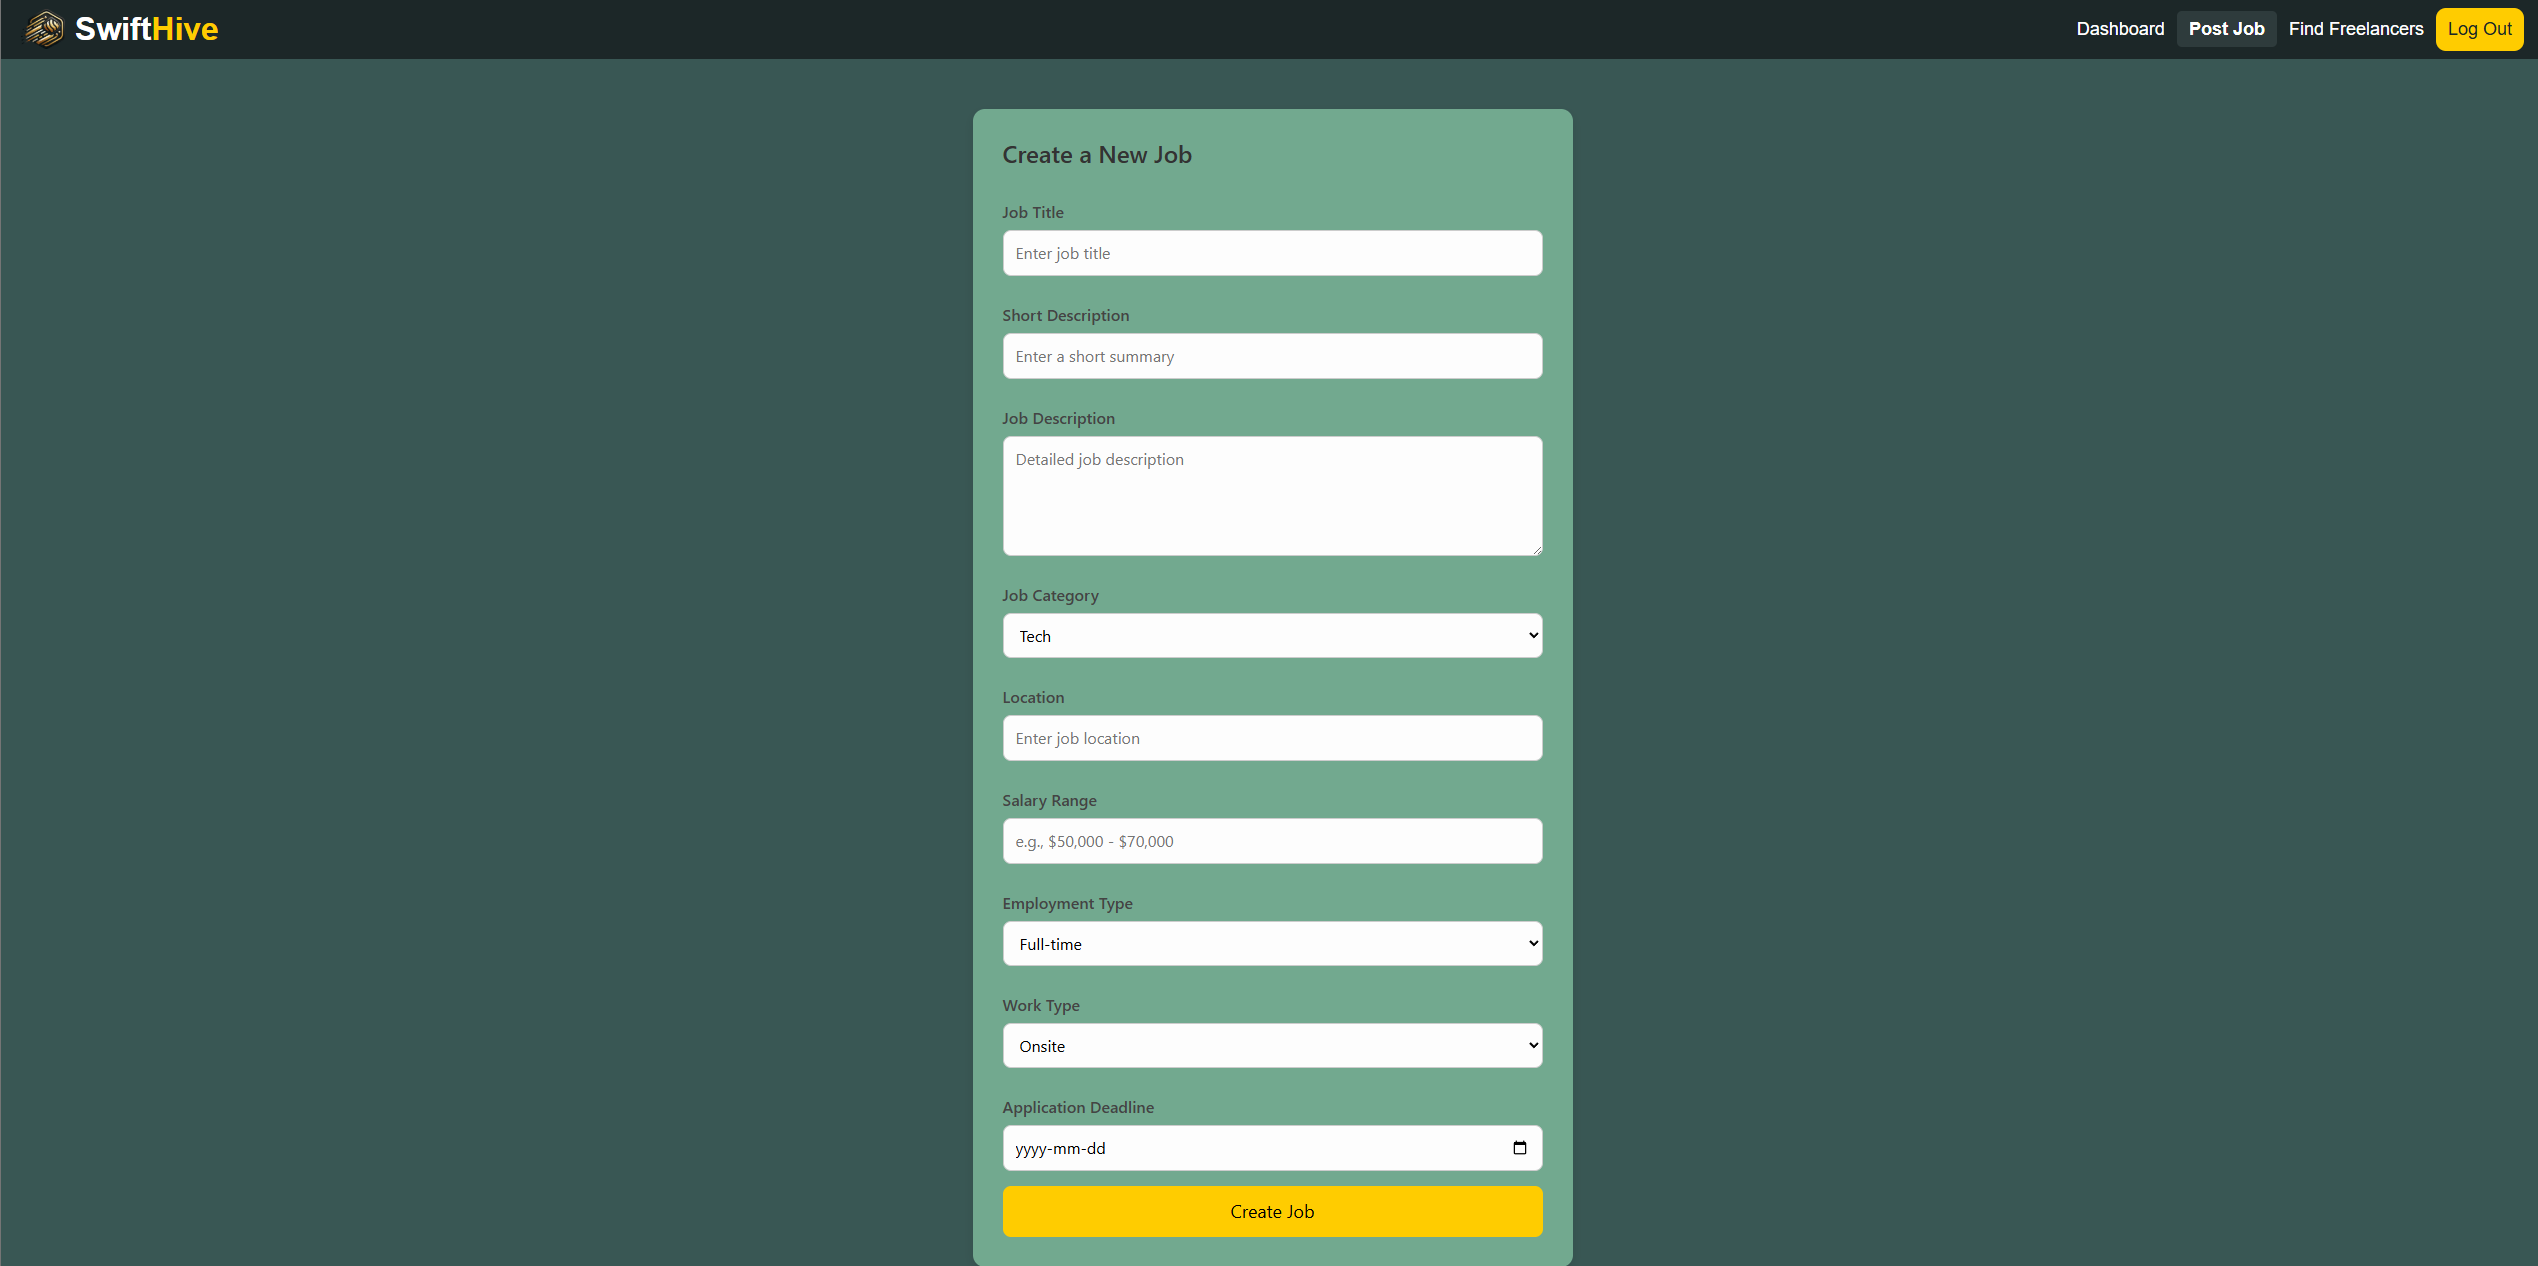 SwiftHive
Dashboard Post Job Find Freelancers Log Out
Create a New Job
Job Title
Enter job title
Short Description
Enter a short summary
Job Description
Detailed job description
Job Category
Tech
Location
Enter job location
Salary Range
e.g., $50,000 - $70,000
Employment Type
Full-time
Work Type
Onsite
Application Deadline
yyyy-mm-dd
Create Job